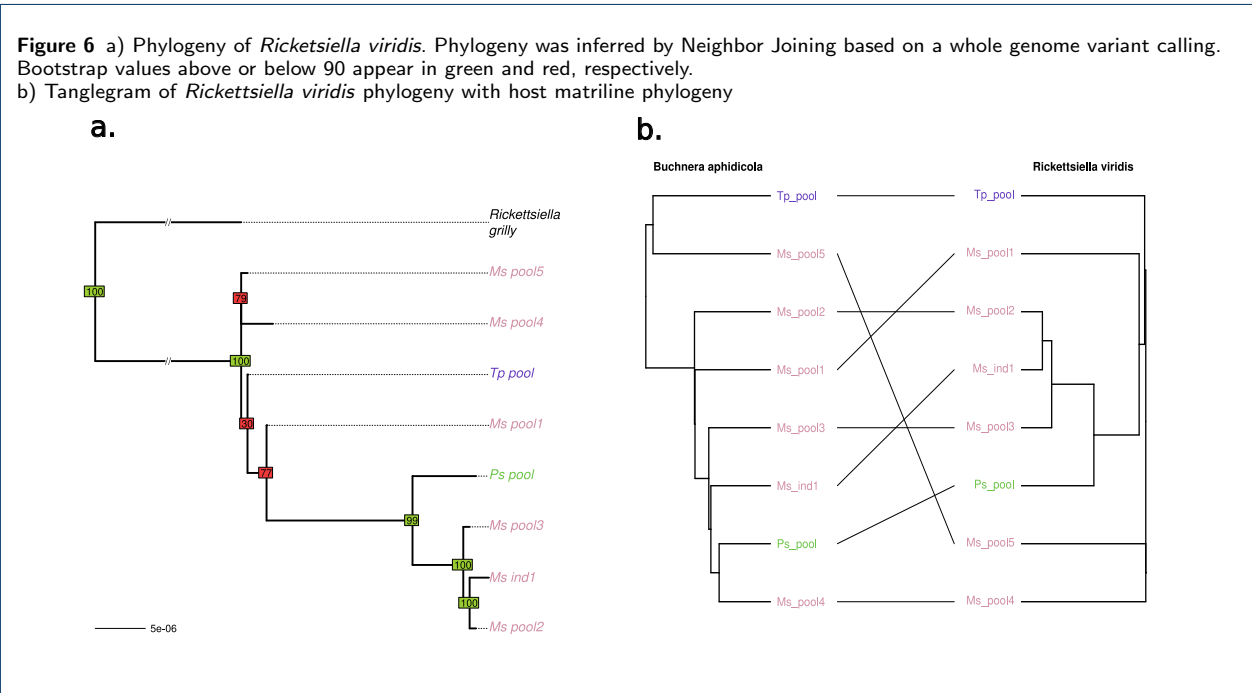 Figure 6 a) Phylogeny of Ricketsiella viridis. Phylogeny was inferred by Neighbor Joining based on a whole genome variant calling.
Bootstrap values above or below 90 appear in green and red, respectively.
b) Tanglegram of Rickettsiella viridis phylogeny with host matriline phylogeny
a.
Rickettsiella
grilly
Ms pool5
100
79
Ms pool4
100
Tp pool
30
Ms pool1
77
Ps pool
99
Ms pool3
100
Ms ind1
100
Ms pool2
5e-06
b.
Buchnera aphidicola
Rickettsiella viridis
Tp_pool
Tp_pool
Ms_pool5
Ms_pool1
Ms_pool2
Ms_pool2
Ms_pool1
Ms_ind1
Ms_pool3
Ms_pool3
Ms_ind1
Ps_pool
Ps_pool
Ms_pool5
Ms_pool4
Ms_pool4